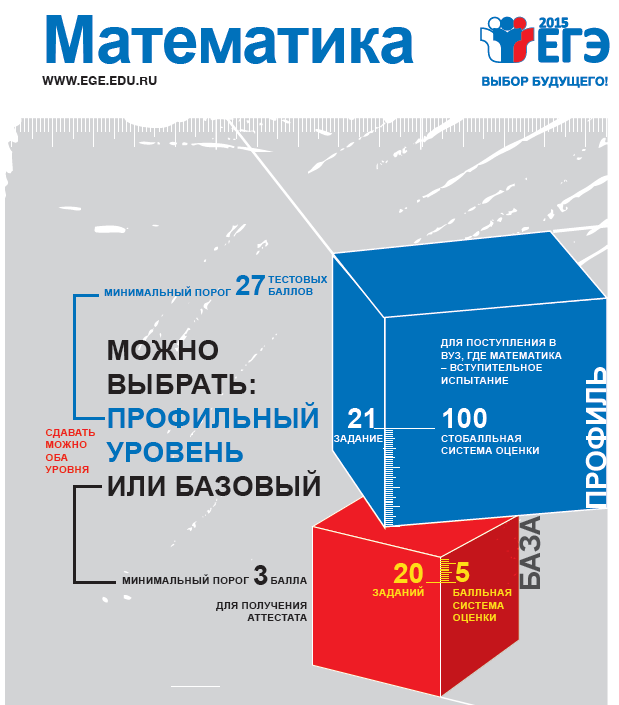 Математика
WWW.EGE.EDU.RU
2015
ЕГЭ
ВЫБОР БУДУЩЕГО!
МИНИМАЛЬНЫЙ ПОРОГ 27 ТЕСТОВЫХ
БАЛЛОВ
МОЖНО
ВЫБРАТЬ:
ПРОФИЛЬНЫЙ
УРОВЕНЬ
ИЛИ БАЗОВЫЙ
СДАВАТЬ
МОЖНО
ОБА
УРОВНЯ
ДЛЯ ПОСТУПЛЕНИЯ В
ВУЗ, ГДЕ МАТЕМАТИКА
– ВСТУПИТЕЛЬНОЕ
ИСПЫТАНИЕ
21
ЗАДАНИЕ
100
СТОБАЛЛЬНАЯ
СИСТЕМА ОЦЕНКИ
ПРОФИЛЬ
МИНИМАЛЬНЫЙ ПОРОГ 3 БАЛЛА
ДЛЯ ПОЛУЧЕНИЯ
АТТЕСТАТА
20
ЗАДАНИЙ
5
БАЛЛЬНАЯ
СИСТЕМА
ОЦЕНКИ
БАЗА